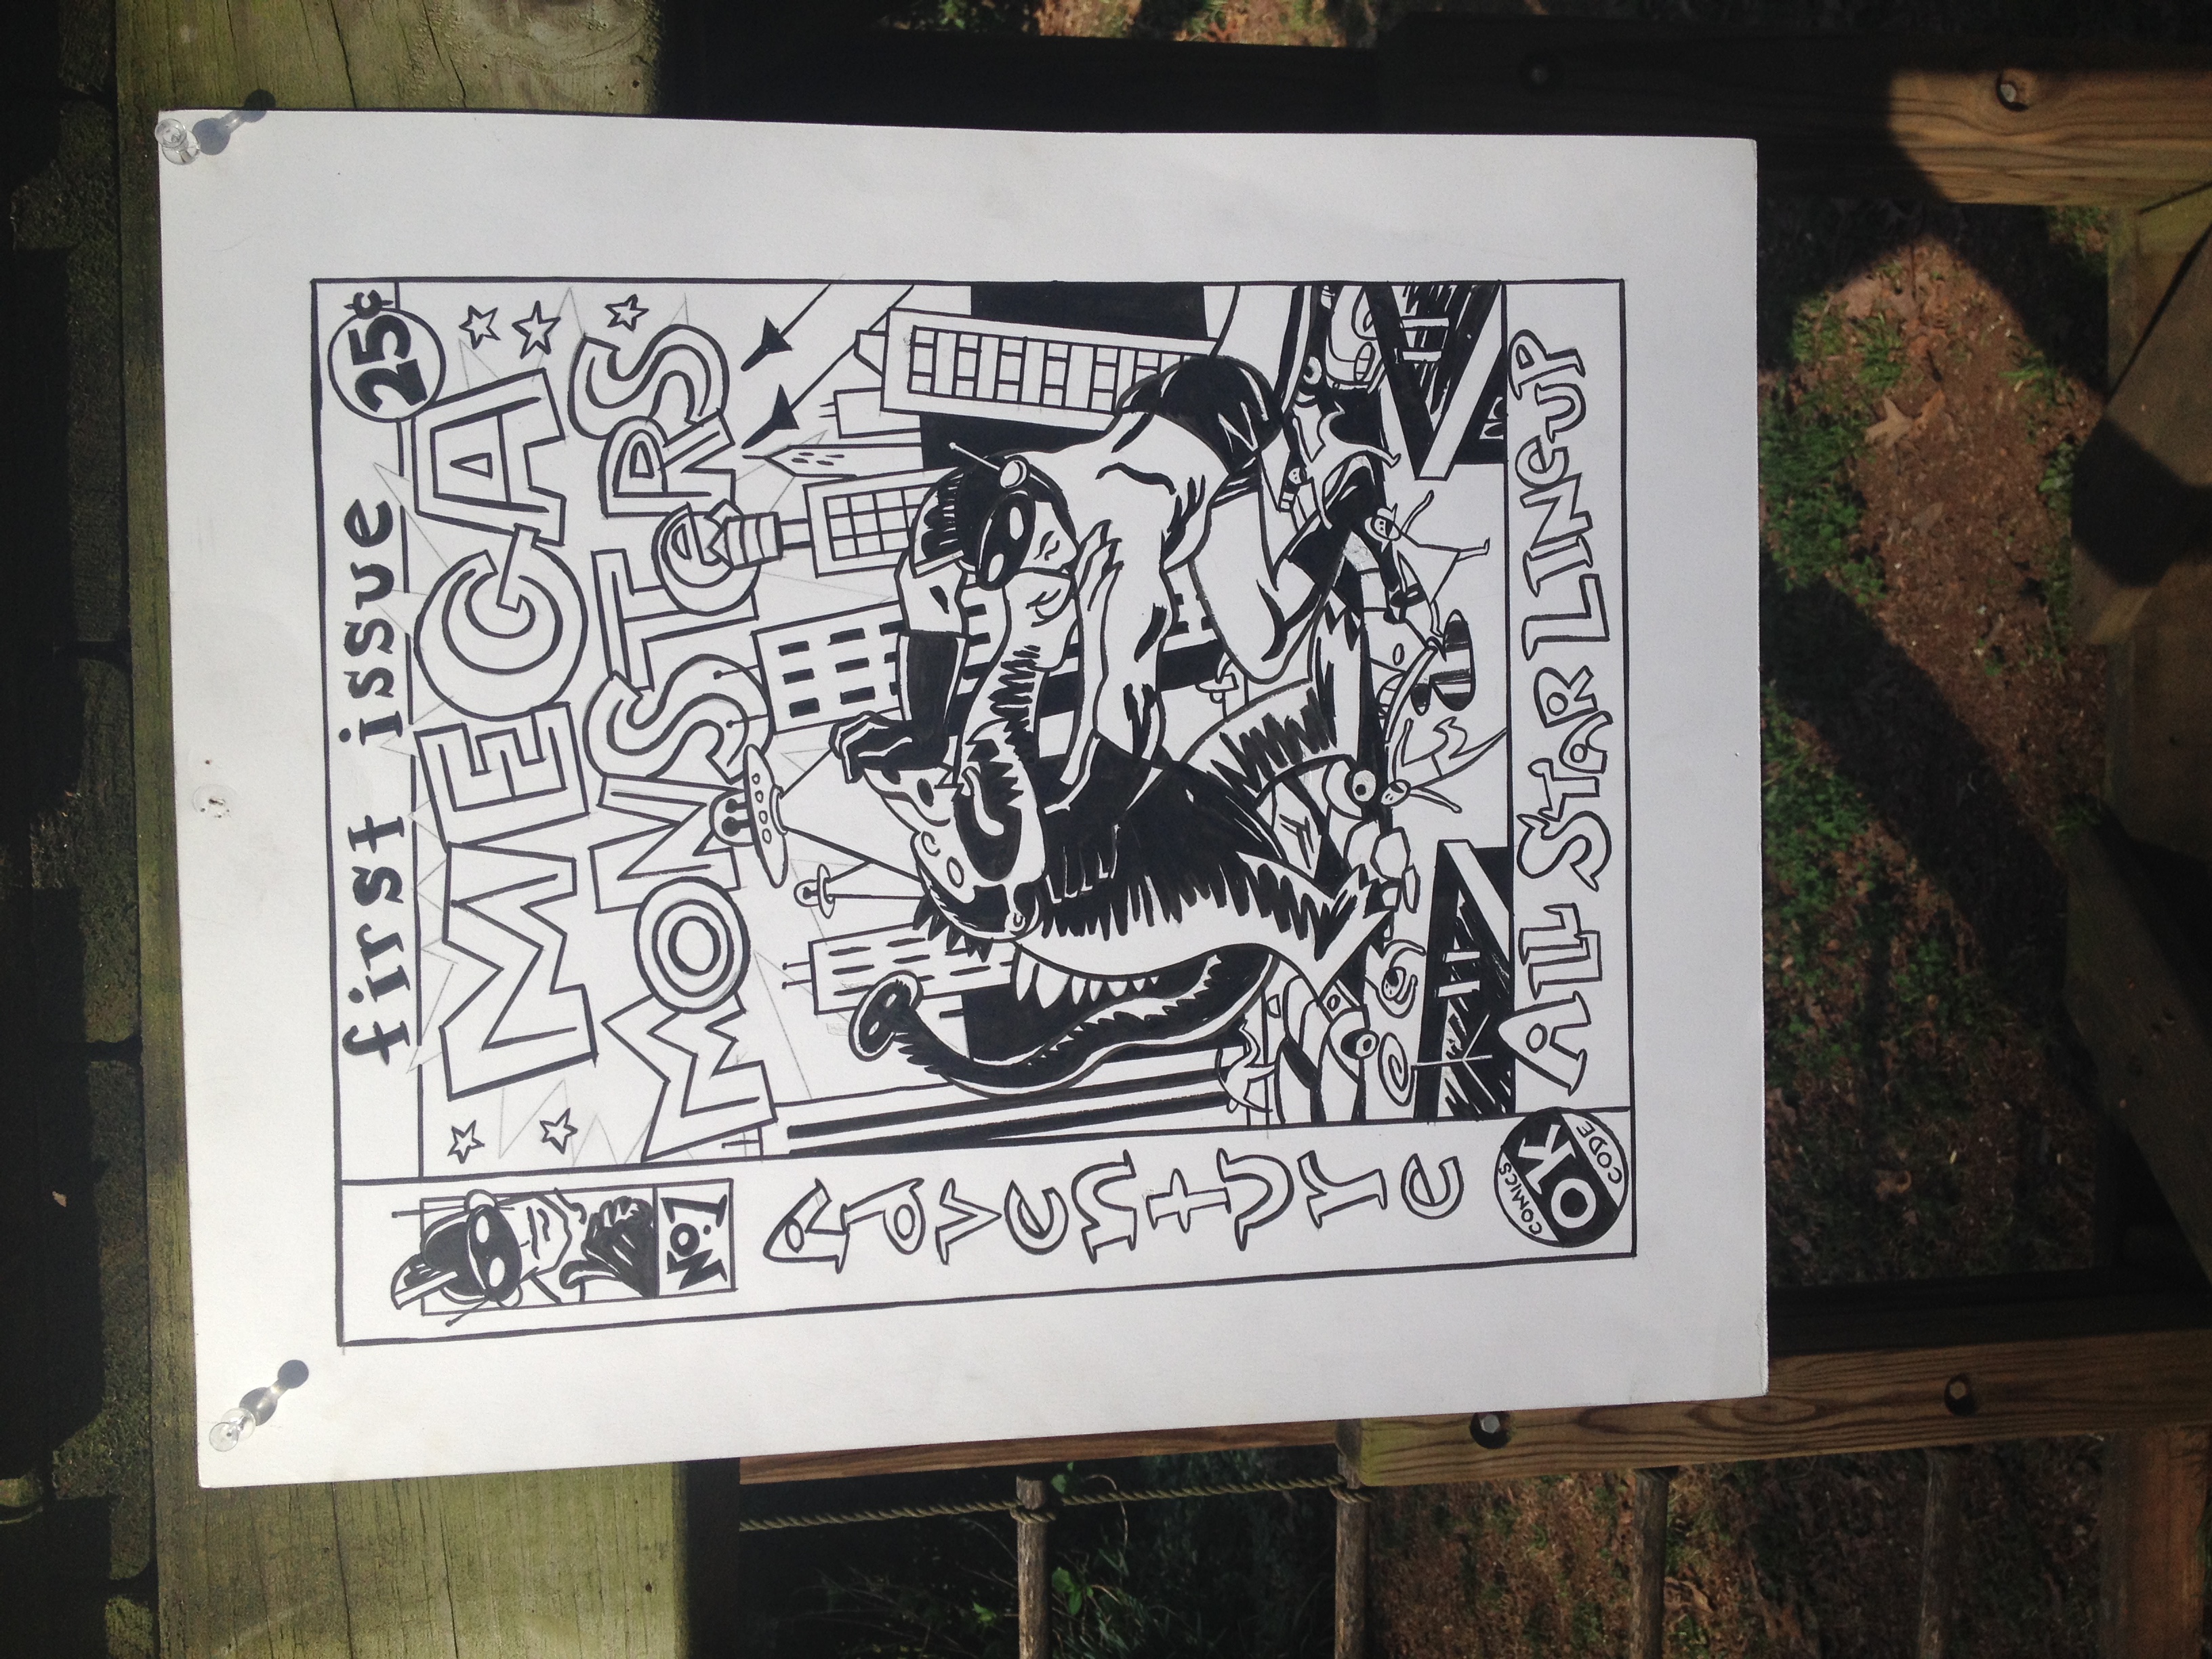 first issue
25¢
MEGA
MONSTeRS
No. 1
Adventure
COMICS
OK
CODE
ALL STAR LINeUP